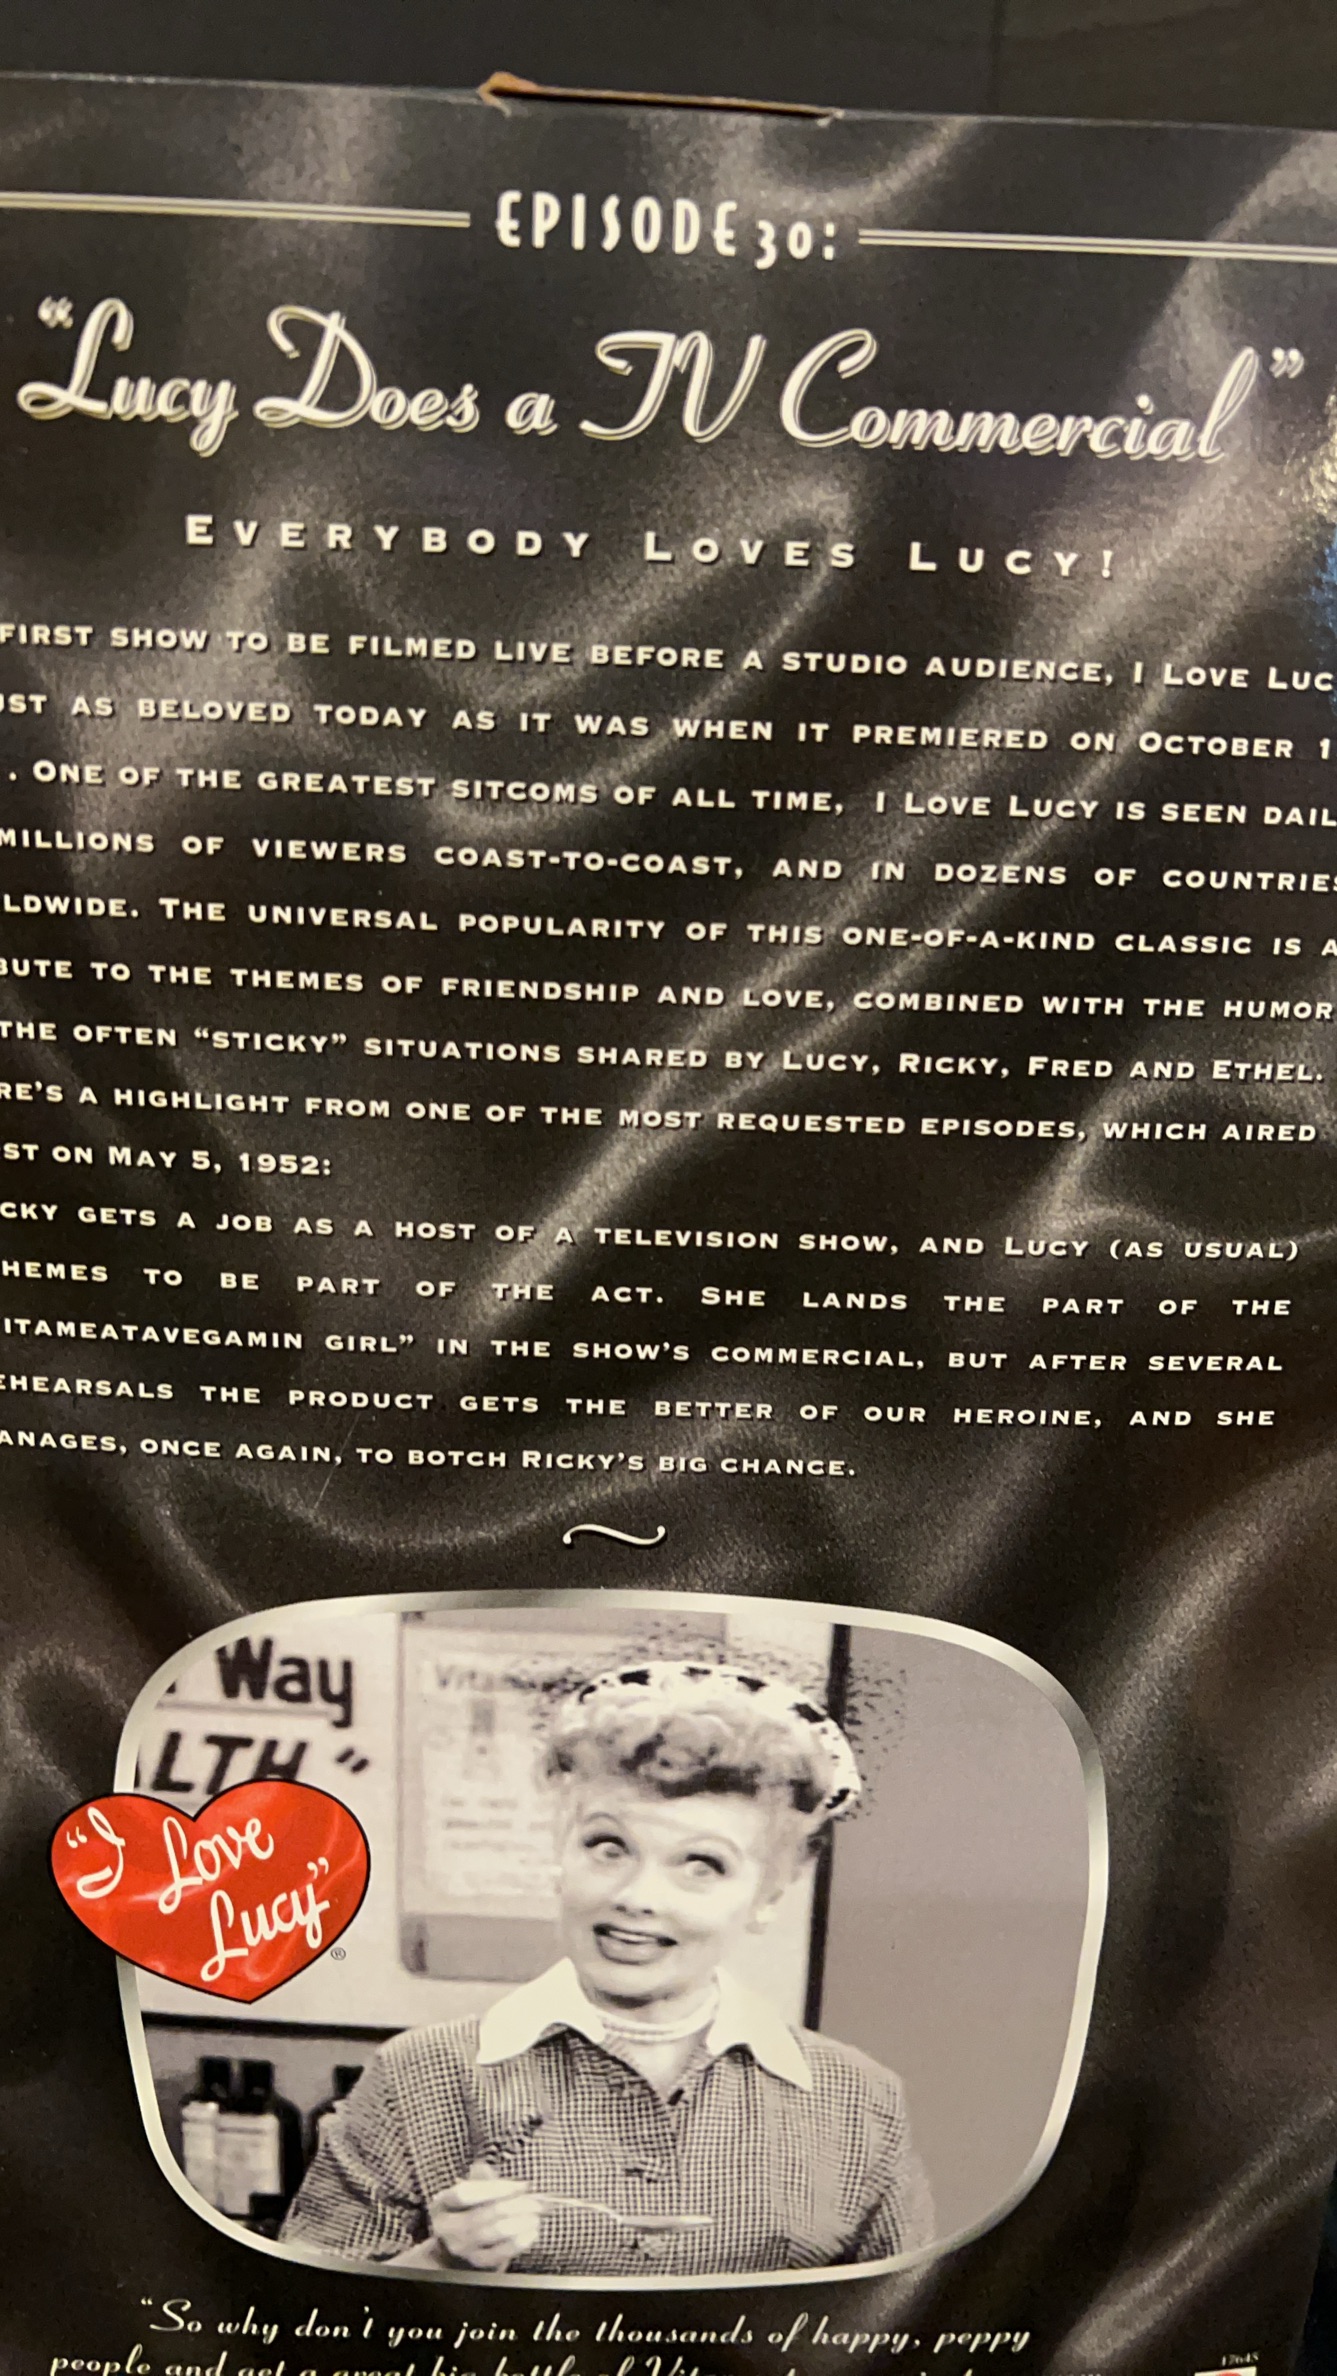 EPISODE 30:
“Lucy Does a TV Commercial”
EVERYBODY LOVES LUCY!
FIRST SHOW TO BE FILMED LIVE BEFORE A STUDIO AUDIENCE, I LOVE LUC
UST AS BELOVED TODAY AS IT WAS WHEN IT PREMIERED ON OCTOBER 1
. ONE OF THE GREATEST SITCOMS OF ALL TIME, I LOVE LUCY IS SEEN DAIL
MILLIONS OF VIEWERS COAST-TO-COAST, AND IN DOZENS OF COUNTRIES
LDWIDE. THE UNIVERSAL POPULARITY OF THIS ONE-OF-A-KIND CLASSIC IS A
BUTE TO THE THEMES OF FRIENDSHIP AND LOVE, COMBINED WITH THE HUMOR
THE OFTEN “STICKY” SITUATIONS SHARED BY LUCY, RICKY, FRED AND ETHEL.
RE’S A HIGHLIGHT FROM ONE OF THE MOST REQUESTED EPISODES, WHICH AIRED
ST ON MAY 5, 1952:
CKY GETS A JOB AS A HOST OF A TELEVISION SHOW, AND LUCY (AS USUAL)
HEMES TO BE PART OF THE ACT. SHE LANDS THE PART OF THE
ITAMEATAVEGAMIN GIRL” IN THE SHOW’S COMMERCIAL, BUT AFTER SEVERAL
EHEARSALS THE PRODUCT GETS THE BETTER OF OUR HEROINE, AND SHE
ANAGES, ONCE AGAIN, TO BOTCH RICKY’S BIG CHANCE.
Way
LTH”
“I Love
Lucy”
®
“So why don’t you join the thousands of happy, peppy
people and get a great big bottle of
17645